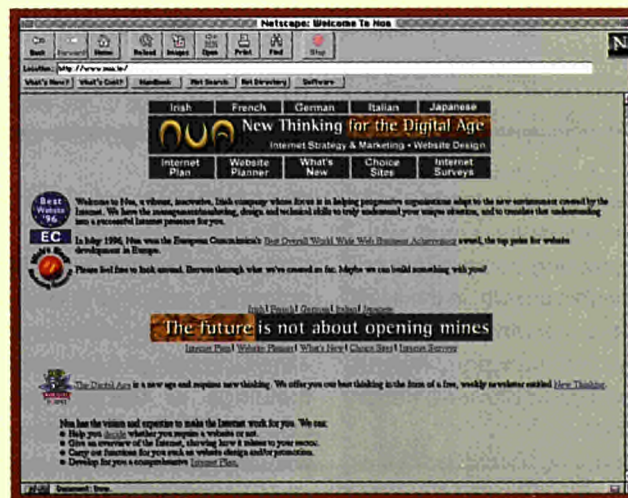 Netscape: Welcome To Nua
Back Forward Home Reload Images Open Print Find Stop
N
Location: http://www.nua.ie/
What's New? What's Cool? Handbook Net Search Net Directory Software
Irish French German Italian Japanese
nua New Thinking for the Digital Age
Internet Strategy & Marketing • Website Design
Internet Plan Website Planner What's New Choice Sites Internet Surveys
Best Website '96
EC
Welcome to Nua, a vibrant, innovative, Irish company whose focus is in helping progressive organisations adapt to the new environment created by the
Internet. We have the management/marketing, design and technical skills to truly understand your unique situation, and to translate that understanding
into a successful Internet presence for you.
In July 1996, Nua won the European Commission's Best Overall World Wide Web Business Achievement award, the top prize for website
development in Europe.
Please feel free to look around. Browse through what we've created so far. Maybe we can build something with you?
Irish | French | German | Italian | Japanese
The future is not about opening mines
Internet Plan | Website Planner | What's New | Choice Sites | Internet Surveys
The Digital Age is a new age and requires new thinking. We offer you our best thinking in the form of a free, weekly newsletter entitled New Thinking.
Nua has the vision and expertise to make the Internet work for you. We can:
• Help you decide whether you require a website or not.
• Give an overview of the Internet, showing how it relates to your sector.
• Carry out functions for you such as website design and/or promotion.
• Develop for you a comprehensive Internet Plan.
Document: Done.